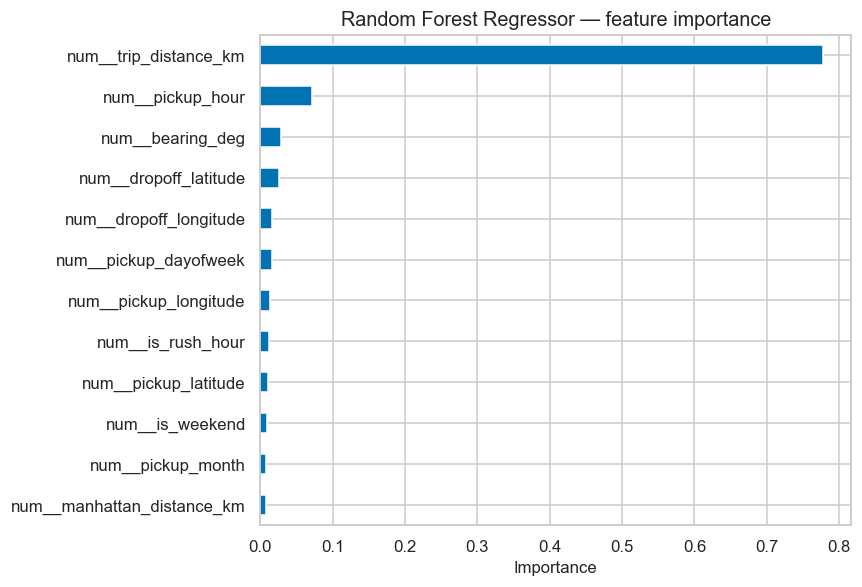 Random Forest Regressor — feature importance
num__trip_distance_km
num__pickup_hour
num__bearing_deg
num__dropoff_latitude
num__dropoff_longitude
num__pickup_dayofweek
num__pickup_longitude
num__is_rush_hour
num__pickup_latitude
num__is_weekend
num__pickup_month
num__manhattan_distance_km
0.0 0.1 0.2 0.3 0.4 0.5 0.6 0.7 0.8
Importance